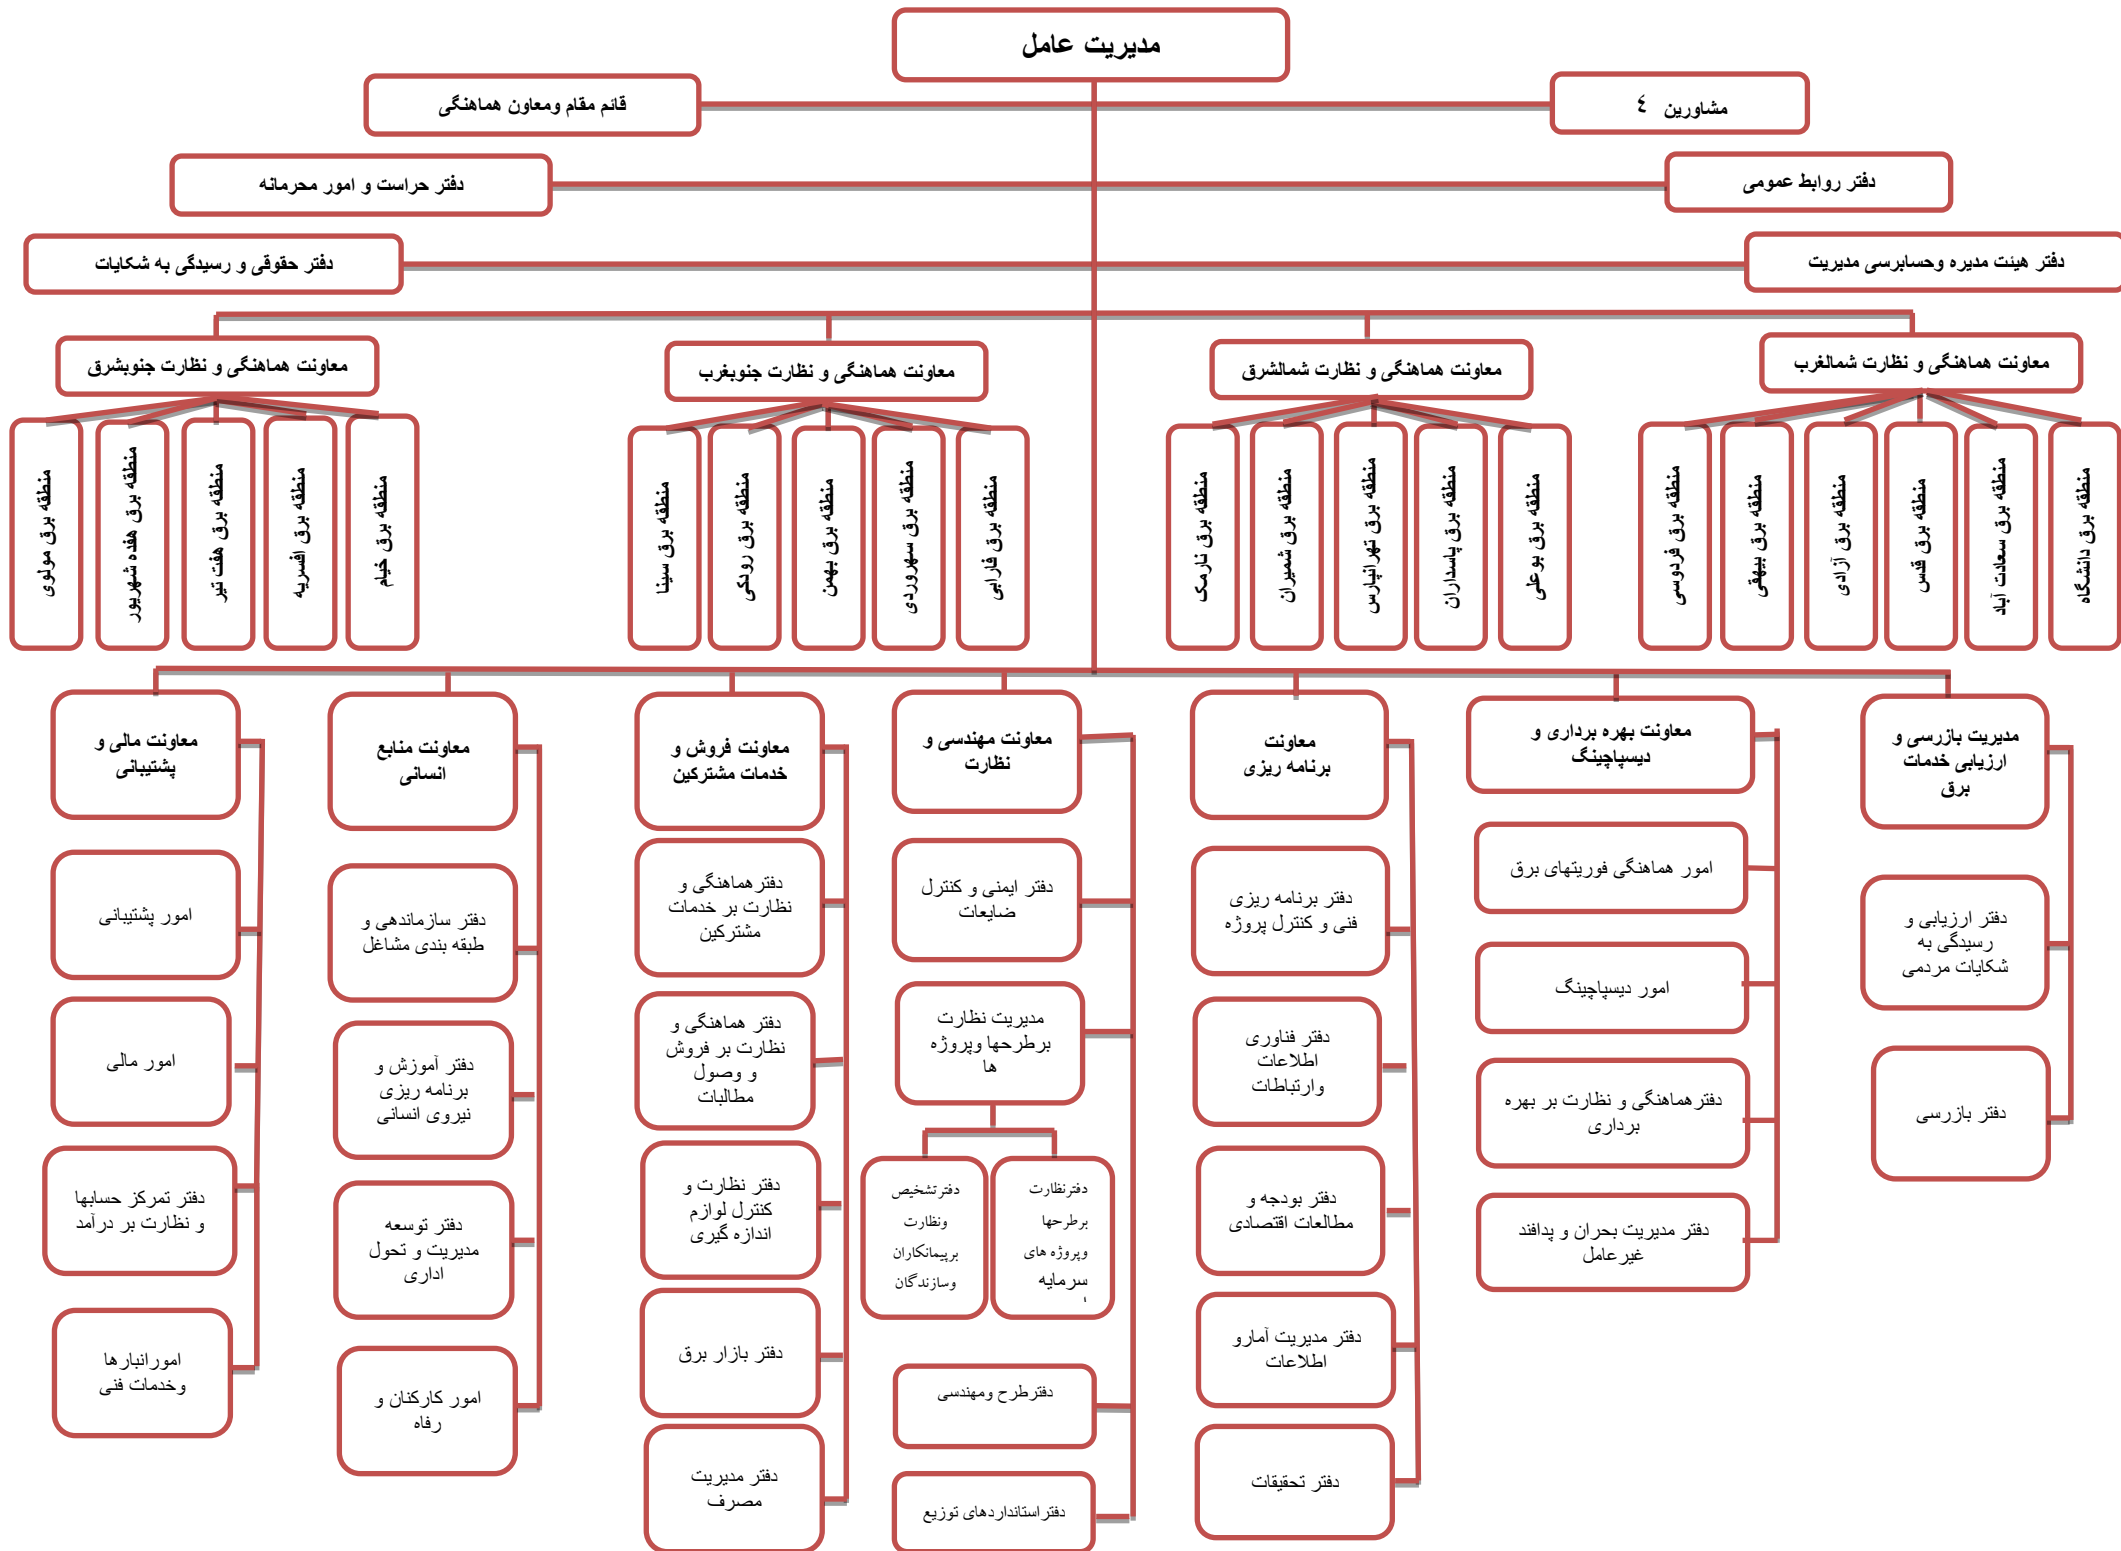 مدیریت عامل
مشاورین ٤
قائم مقام ومعاون هماهنگی
دفتر روابط عمومی
دفتر حراست و امور محرمانه
دفتر هیئت مدیره وحسابرسی مدیریت
دفتر حقوقی و رسیدگی به شکایات
معاونت هماهنگی و نظارت شمالغرب
معاونت هماهنگی و نظارت شمالشرق
معاونت هماهنگی و نظارت جنوبغرب
معاونت هماهنگی و نظارت جنوبشرق
منطقه برق دانشگاه
منطقه برق سعادت آباد
منطقه برق قدس
منطقه برق آزادی
منطقه برق بیهقی
منطقه برق فردوسی
منطقه برق بوعلی
منطقه برق پاسداران
منطقه برق تهرانپارس
منطقه برق شمیران
منطقه برق نارمک
منطقه برق فارابی
منطقه برق سهروردی
منطقه برق بهمن
منطقه برق رودکی
منطقه برق سینا
منطقه برق خیام
منطقه برق افسریه
منطقه برق هفت تیر
منطقه برق هفده شهریور
منطقه برق مولوی
مدیریت بازرسی و
ارزیابی خدمات
برق
دفتر ارزیابی و
رسیدگی به
شکایات مردمی
دفتر بازرسی
معاونت بهره برداری و
دیسپاچینگ
امور هماهنگی فوریتهای برق
امور دیسپاچینگ
دفترهماهنگی و نظارت بر بهره
برداری
دفتر مدیریت بحران و پدافند
غیرعامل
معاونت
برنامه ریزی
دفتر برنامه ریزی
فنی و کنترل پروژه
دفتر فناوری
اطلاعات
وارتباطات
دفتر بودجه و
مطالعات اقتصادی
دفتر مدیریت آمارو
اطلاعات
دفتر تحقیقات
معاونت مهندسی و
نظارت
دفتر ایمنی و کنترل
ضایعات
مدیریت نظارت
برطرحها وپروژه
ها
دفترنظارت
برطرحها
وپروژه های
سرمایه
دفترتشخیص
ونظارت
برپیمانکاران
وسازندگان
دفترطرح ومهندسی
دفتراستانداردهای توزیع
معاونت فروش و
خدمات مشترکین
دفترهماهنگی و
نظارت بر خدمات
مشترکین
دفتر هماهنگی و
نظارت بر فروش
و وصول
مطالبات
دفتر نظارت و
کنترل لوازم
اندازه گیری
دفتر بازار برق
دفتر مدیریت
مصرف
معاونت منابع
انسانی
دفتر سازماندهی و
طبقه بندی مشاغل
دفتر آموزش و
برنامه ریزی
نیروی انسانی
دفتر توسعه
مدیریت و تحول
اداری
امور کارکنان و
رفاه
معاونت مالی و
پشتیبانی
امور پشتیبانی
امور مالی
دفتر تمرکز حسابها
و نظارت بر درآمد
امورانبارها
وخدمات فنی